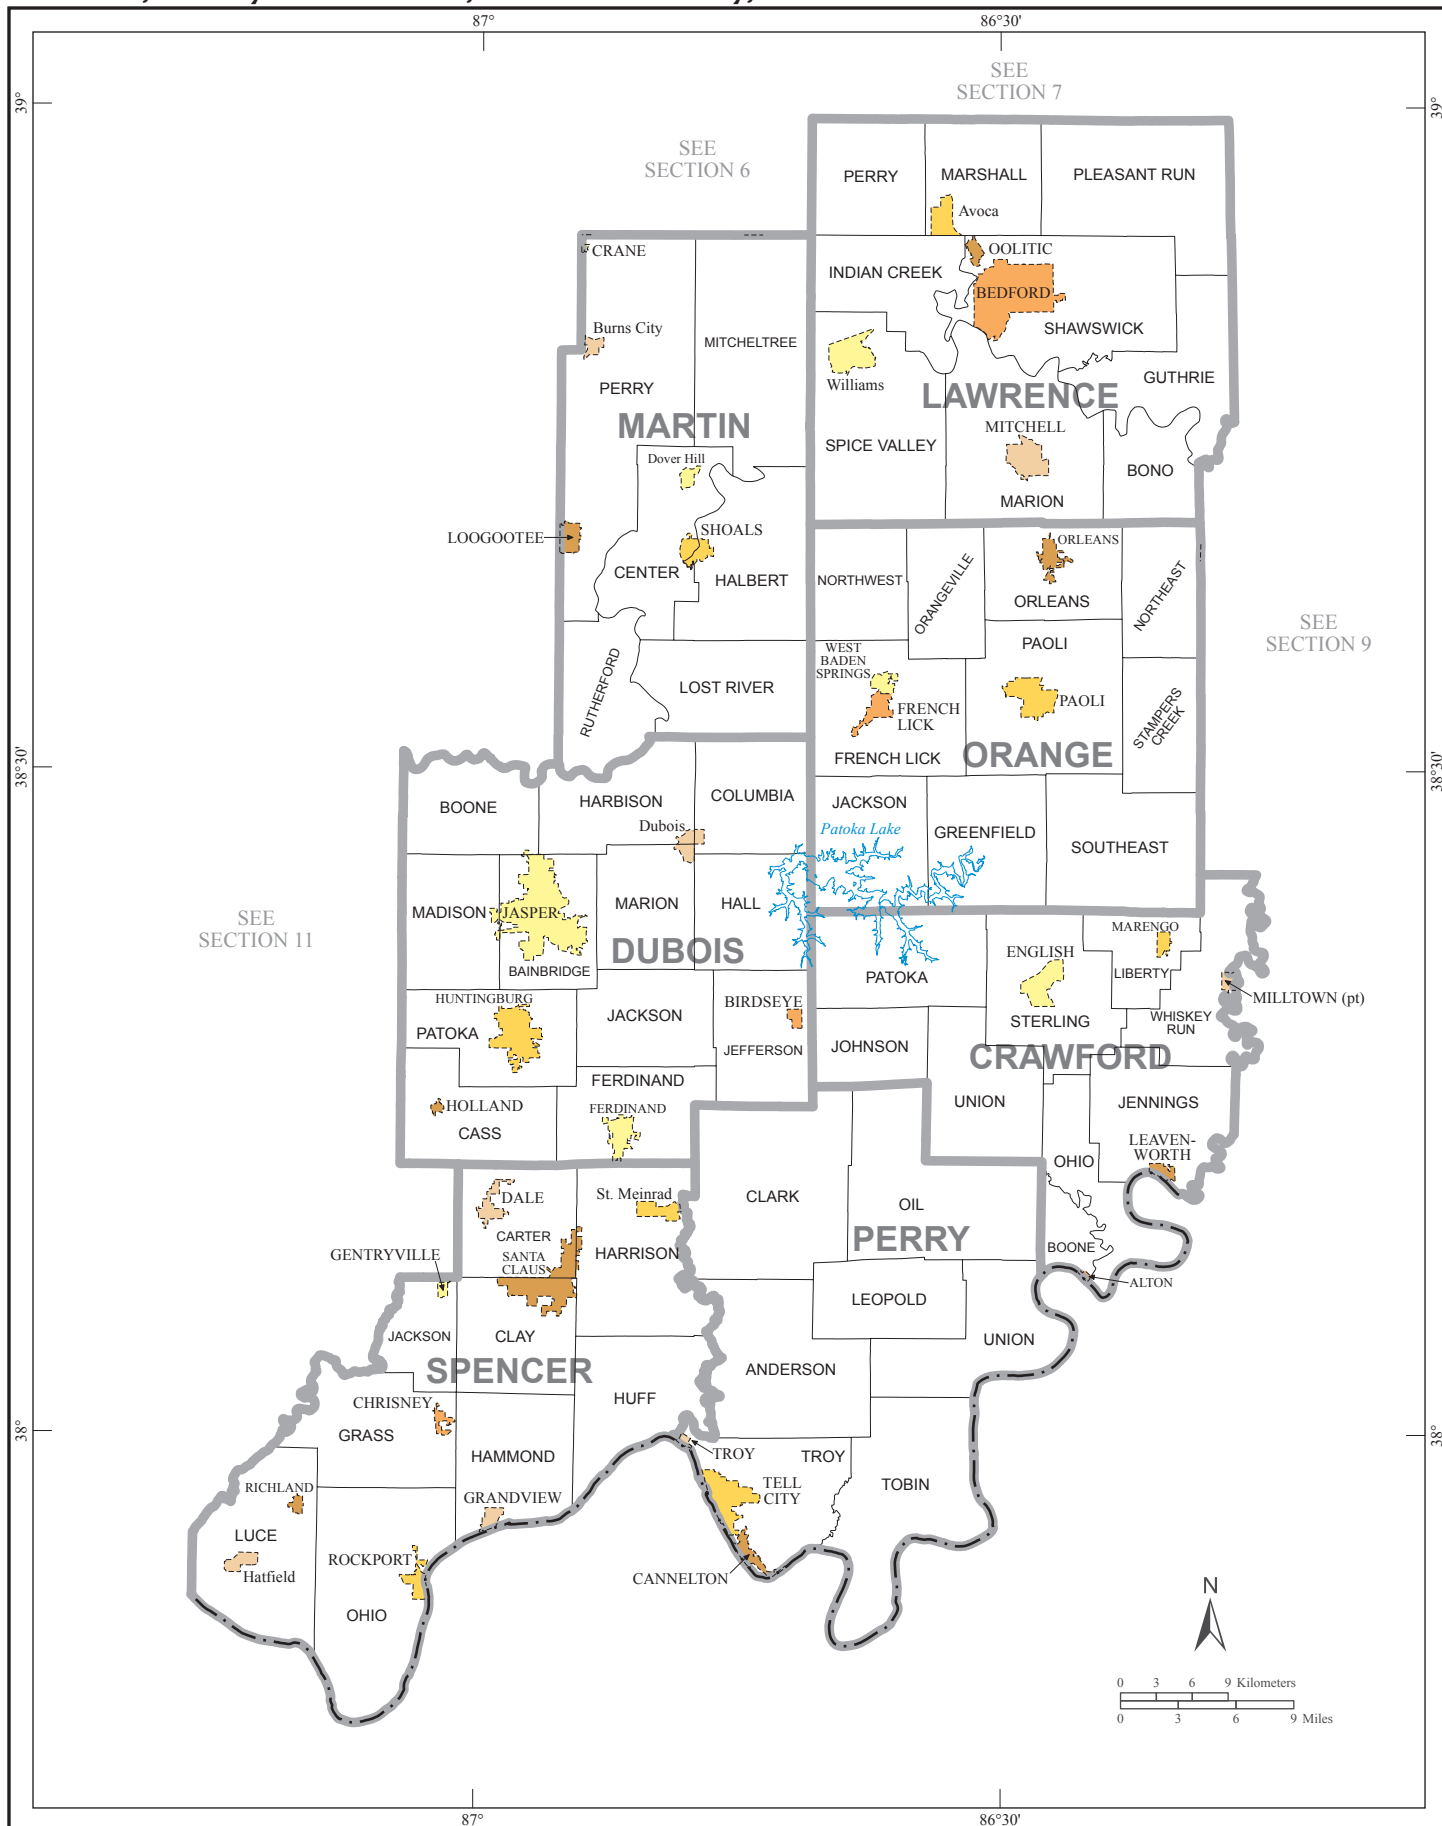 87°
86°30'
39°
39°
SEE
SECTION 7
SEE
SECTION 6
PERRY
MARSHALL
PLEASANT RUN
Avoca
CRANE
OOLITIC
INDIAN CREEK
BEDFORD
SHAWSWICK
Burns City
MITCHELTREE
Williams
GUTHRIE
PERRY
LAWRENCE
MARTIN
MITCHELL
SPICE VALLEY
Dover Hill
BONO
MARION
LOOGOOTEE
SHOALS
ORLEANS
CENTER
HALBERT
NORTHWEST
ORANGEVILLE
ORLEANS
NORTHEAST
SEE
SECTION 9
PAOLI
WEST
BADEN
SPRINGS
RUTHERFORD
LOST RIVER
FRENCH
LICK
PAOLI
STAMPERS
CREEK
FRENCH LICK
ORANGE
38°30'
38°30'
BOONE
HARBISON
COLUMBIA
JACKSON
Dubois
Patoka Lake
GREENFIELD
SOUTHEAST
SEE
SECTION 11
MADISON
JASPER
MARION
HALL
DUBOIS
BAINBRIDGE
MARENGO
ENGLISH
LIBERTY
PATOKA
MILLTOWN (pt)
HUNTINGBURG
BIRDSEYE
PATOKA
JACKSON
STERLING
WHISKEY
RUN
JOHNSON
JEFFERSON
CRAWFORD
FERDINAND
UNION
JENNINGS
HOLLAND
FERDINAND
CASS
LEAVEN-
WORTH
OHIO
DALE
St. Meinrad
CLARK
OIL
CARTER
PERRY
GENTRYVILLE
SANTA
CLAUS
HARRISON
BOONE
ALTON
LEOPOLD
JACKSON
CLAY
UNION
SPENCER
ANDERSON
HUFF
CHRISNEY
38°
38°
GRASS
HAMMOND
TROY
TROY
RICHLAND
TELL
CITY
TOBIN
GRANDVIEW
LUCE
Hatfield
ROCKPORT
CANNELTON
OHIO
N
0 3 6 9 Kilometers
0 3 6 9 Miles
87°
86°30'